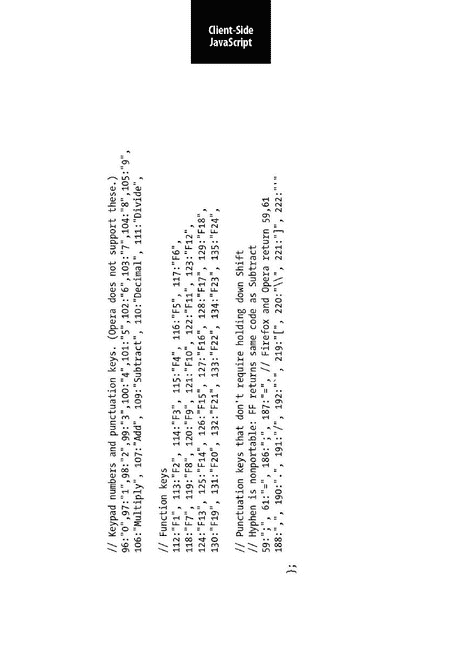 Client-Side
JavaScript
// Keypad numbers and punctuation keys. (Opera does not support these.)
96:"0",97:"1",98:"2",99:"3",100:"4",101:"5",102:"6",103:"7",104:"8",105:"9",
106:"Multiply", 107:"Add", 109:"Subtract", 110:"Decimal", 111:"Divide",
// Function keys
112:"F1", 113:"F2", 114:"F3", 115:"F4", 116:"F5", 117:"F6",
118:"F7", 119:"F8", 120:"F9", 121:"F10", 122:"F11", 123:"F12",
124:"F13", 125:"F14", 126:"F15", 127:"F16", 128:"F17", 129:"F18",
130:"F19", 131:"F20", 132:"F21", 133:"F22", 134:"F23", 135:"F24",
// Punctuation keys that don't require holding down Shift
// Hyphen is nonportable: FF returns same code as Subtract
59:";", 61:"=", 186:";", 187:"=", // Firefox and Opera return 59,61
188:",", 190:".", 191:"/", 192:"`", 219:"[", 220:"\\", 221:"]", 222:"'"
};